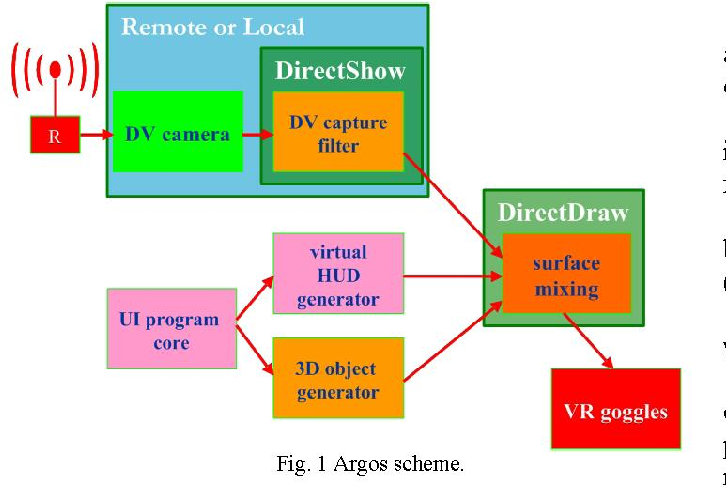 Remote or Local
DirectShow
R
DV camera
DV capture
filter
DirectDraw
virtual
HUD
generator
surface
mixing
UI program
core
3D object
generator
VR goggles
Fig. 1 Argos scheme.